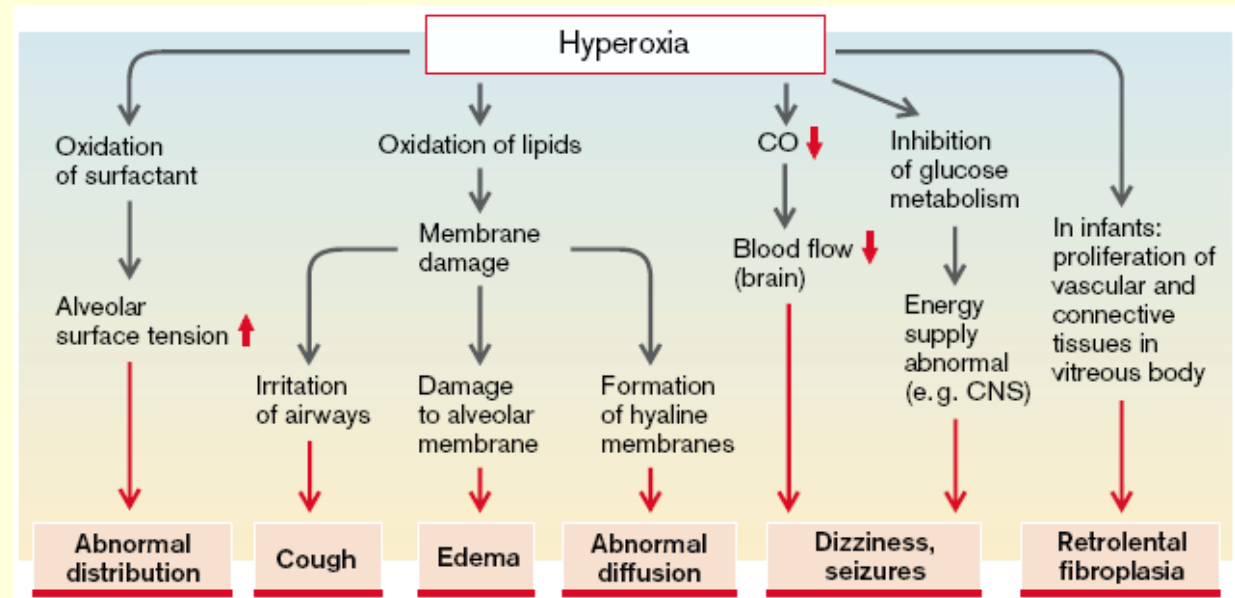 Hyperoxia
Oxidation
of surfactant
Alveolar
surface tension
Abnormal
distribution
Oxidation of lipids
Membrane
damage
Irritation
of airways
Cough
Damage
to alveolar
membrane
Edema
Formation
of hyaline
membranes
Abnormal
diffusion
CO
Blood flow
(brain)
Inhibition
of glucose
metabolism
Energy
supply
abnormal
(e.g. CNS)
Dizziness,
seizures
In infants:
proliferation of
vascular and
connective
tissues in
vitreous body
Retrolental
fibroplasia